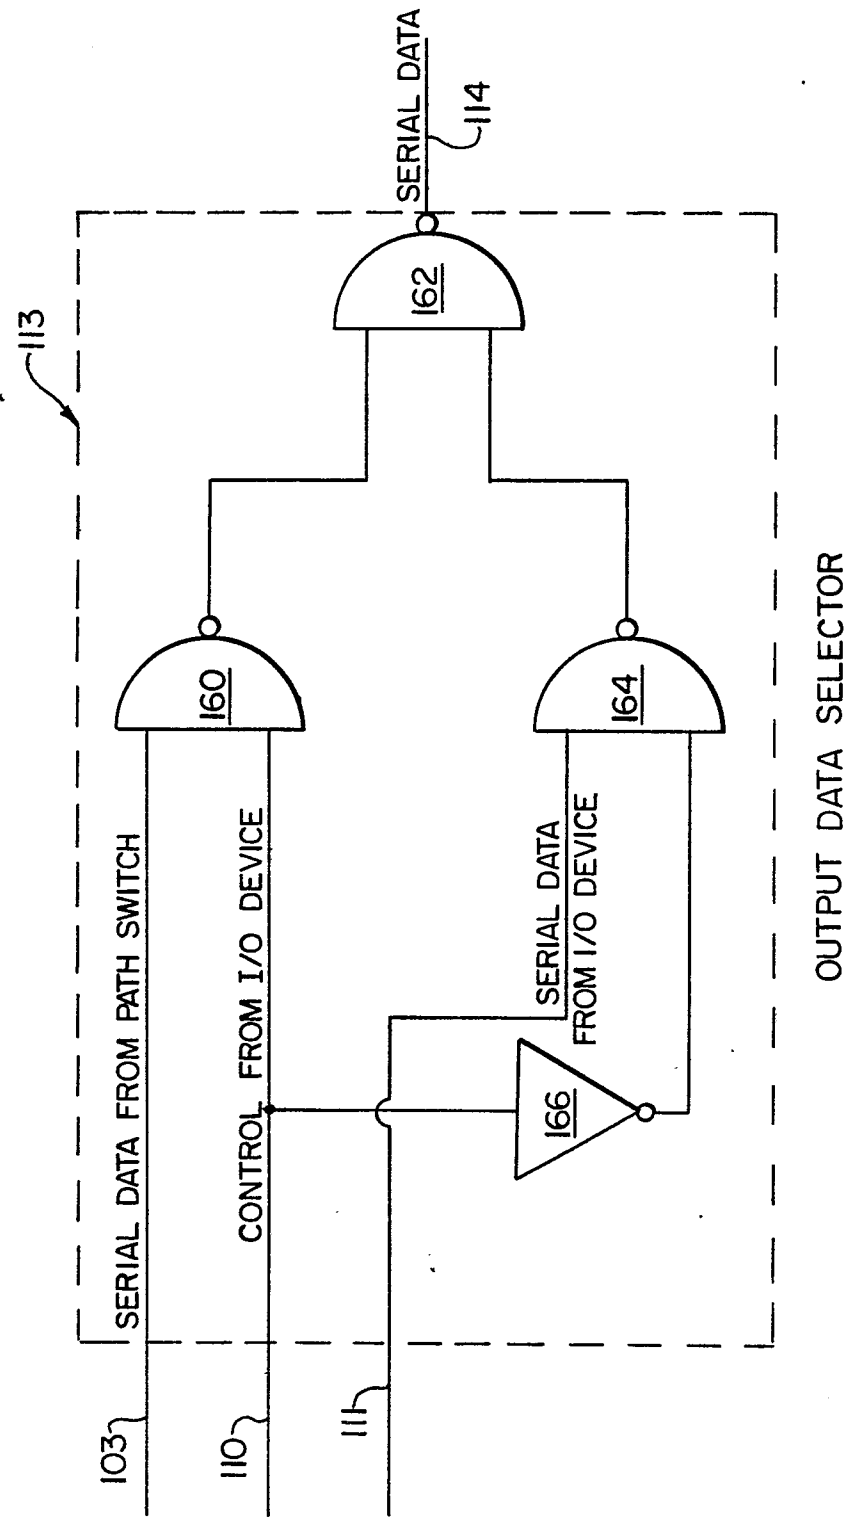 113
103
SERIAL DATA FROM PATH SWITCH
160
110
CONTROL FROM I/O DEVICE
162
SERIAL DATA
114
111
SERIAL DATA
FROM I/O DEVICE
166
164
OUTPUT DATA SELECTOR